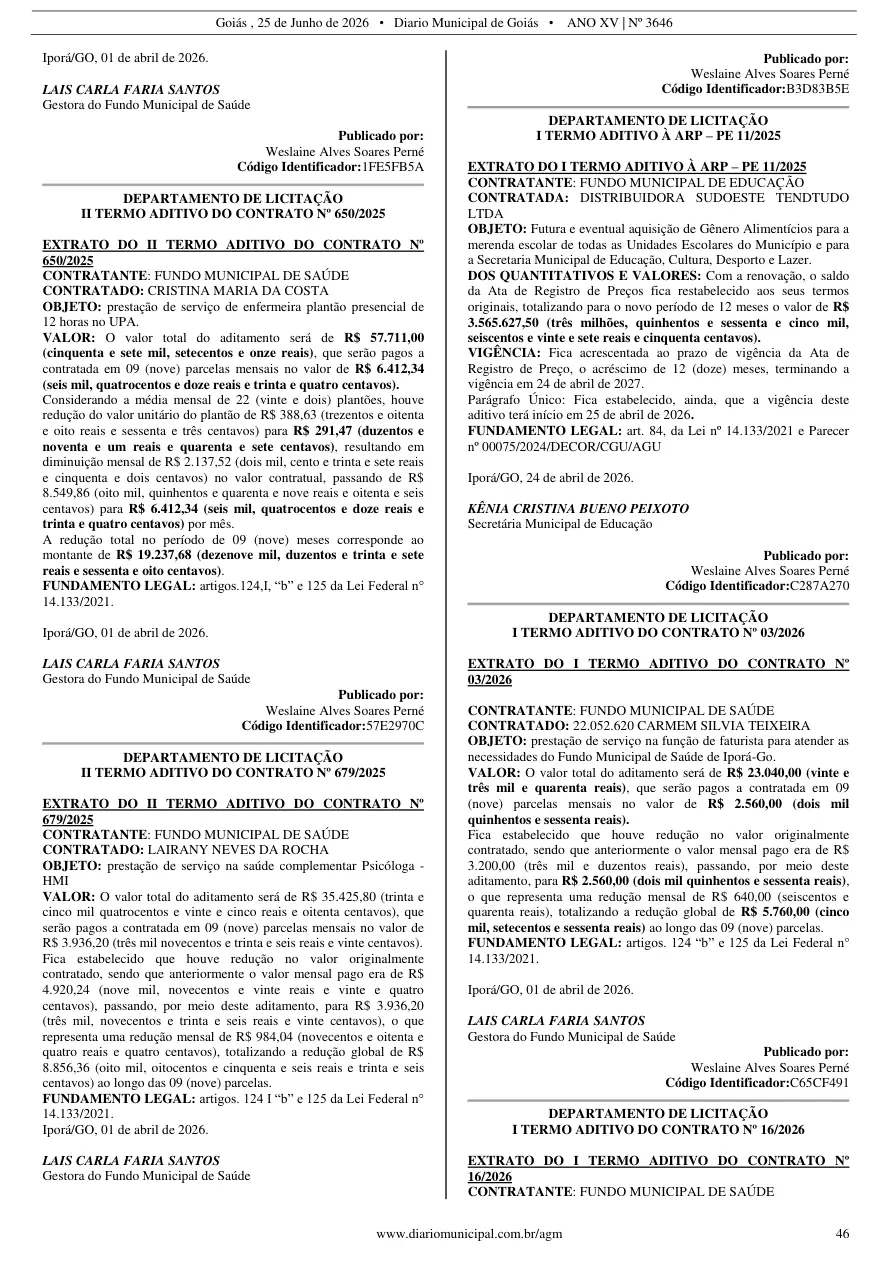 Goiás , 25 de Junho de 2026 • Diario Municipal de Goiás • ANO XV | Nº 3646
Iporá/GO, 01 de abril de 2026.
LAIS CARLA FARIA SANTOS
Gestora do Fundo Municipal de Saúde
Publicado por:
Weslaine Alves Soares Perné
Código Identificador:1FE5FB5A
DEPARTAMENTO DE LICITAÇÃO
II TERMO ADITIVO DO CONTRATO Nº 650/2025
EXTRATO DO II TERMO ADITIVO DO CONTRATO Nº
650/2025
CONTRATANTE: FUNDO MUNICIPAL DE SAÚDE
CONTRATADO: CRISTINA MARIA DA COSTA
OBJETO: prestação de serviço de enfermeira plantão presencial de
12 horas no UPA.
VALOR: O valor total do aditamento será de R$ 57.711,00
(cinquenta e sete mil, setecentos e onze reais), que serão pagos a
contratada em 09 (nove) parcelas mensais no valor de R$ 6.412,34
(seis mil, quatrocentos e doze reais e trinta e quatro centavos).
Considerando a média mensal de 22 (vinte e dois) plantões, houve
redução do valor unitário do plantão de R$ 388,63 (trezentos e oitenta
e oito reais e sessenta e três centavos) para R$ 291,47 (duzentos e
noventa e um reais e quarenta e sete centavos), resultando em
diminuição mensal de R$ 2.137,52 (dois mil, cento e trinta e sete reais
e cinquenta e dois centavos) no valor contratual, passando de R$
8.549,86 (oito mil, quinhentos e quarenta e nove reais e oitenta e seis
centavos) para R$ 6.412,34 (seis mil, quatrocentos e doze reais e
trinta e quatro centavos) por mês.
A redução total no período de 09 (nove) meses corresponde ao
montante de R$ 19.237,68 (dezenove mil, duzentos e trinta e sete
reais e sessenta e oito centavos).
FUNDAMENTO LEGAL: artigos.124,I, “b” e 125 da Lei Federal n°
14.133/2021.
Iporá/GO, 01 de abril de 2026.
LAIS CARLA FARIA SANTOS
Gestora do Fundo Municipal de Saúde
Publicado por:
Weslaine Alves Soares Perné
Código Identificador:57E2970C
DEPARTAMENTO DE LICITAÇÃO
II TERMO ADITIVO DO CONTRATO Nº 679/2025
EXTRATO DO II TERMO ADITIVO DO CONTRATO Nº
679/2025
CONTRATANTE: FUNDO MUNICIPAL DE SAÚDE
CONTRATADO: LAIRANY NEVES DA ROCHA
OBJETO: prestação de serviço na saúde complementar Psicóloga -
HMI
VALOR: O valor total do aditamento será de R$ 35.425,80 (trinta e
cinco mil quatrocentos e vinte e cinco reais e oitenta centavos), que
serão pagos a contratada em 09 (nove) parcelas mensais no valor de
R$ 3.936,20 (três mil novecentos e trinta e seis reais e vinte centavos).
Fica estabelecido que houve redução no valor originalmente
contratado, sendo que anteriormente o valor mensal pago era de R$
4.920,24 (nove mil, novecentos e vinte reais e vinte e quatro
centavos), passando, por meio deste aditamento, para R$ 3.936,20
(três mil, novecentos e trinta e seis reais e vinte centavos), o que
representa uma redução mensal de R$ 984,04 (novecentos e oitenta e
quatro reais e quatro centavos), totalizando a redução global de R$
8.856,36 (oito mil, oitocentos e cinquenta e seis reais e trinta e seis
centavos) ao longo das 09 (nove) parcelas.
FUNDAMENTO LEGAL: artigos. 124 I “b” e 125 da Lei Federal n°
14.133/2021.
Iporá/GO, 01 de abril de 2026.
LAIS CARLA FARIA SANTOS
Gestora do Fundo Municipal de Saúde
Publicado por:
Weslaine Alves Soares Perné
Código Identificador:B3D83B5E
DEPARTAMENTO DE LICITAÇÃO
I TERMO ADITIVO À ARP – PE 11/2025
EXTRATO DO I TERMO ADITIVO À ARP – PE 11/2025
CONTRATANTE: FUNDO MUNICIPAL DE EDUCAÇÃO
CONTRATADA: DISTRIBUIDORA SUDOESTE TENDTUDO
LTDA
OBJETO: Futura e eventual aquisição de Gênero Alimentícios para a
merenda escolar de todas as Unidades Escolares do Município e para
a Secretaria Municipal de Educação, Cultura, Desporto e Lazer.
DOS QUANTITATIVOS E VALORES: Com a renovação, o saldo
da Ata de Registro de Preços fica restabelecido aos seus termos
originais, totalizando para o novo período de 12 meses o valor de R$
3.565.627,50 (três milhões, quinhentos e sessenta e cinco mil,
seiscentos e vinte e sete reais e cinquenta centavos).
VIGÊNCIA: Fica acrescentada ao prazo de vigência da Ata de
Registro de Preço, o acréscimo de 12 (doze) meses, terminando a
vigência em 24 de abril de 2027.
Parágrafo Único: Fica estabelecido, ainda, que a vigência deste
aditivo terá início em 25 de abril de 2026.
FUNDAMENTO LEGAL: art. 84, da Lei nº 14.133/2021 e Parecer
nº 00075/2024/DECOR/CGU/AGU
Iporá/GO, 24 de abril de 2026.
KÊNIA CRISTINA BUENO PEIXOTO
Secretária Municipal de Educação
Publicado por:
Weslaine Alves Soares Perné
Código Identificador:C287A270
DEPARTAMENTO DE LICITAÇÃO
I TERMO ADITIVO DO CONTRATO Nº 03/2026
EXTRATO DO I TERMO ADITIVO DO CONTRATO Nº
03/2026
CONTRATANTE: FUNDO MUNICIPAL DE SAÚDE
CONTRATADO: 22.052.620 CARMEM SILVIA TEIXEIRA
OBJETO: prestação de serviço na função de faturista para atender as
necesidades do Fundo Municipal de Saúde de Iporá-Go.
VALOR: O valor total do aditamento será de R$ 23.040,00 (vinte e
três mil e quarenta reais), que serão pagos a contratada em 09
(nove) parcelas mensais no valor de R$ 2.560,00 (dois mil
quinhentos e sessenta reais).
Fica estabelecido que houve redução no valor originalmente
contratado, sendo que anteriormente o valor mensal pago era de R$
3.200,00 (três mil e duzentos reais), passando, por meio deste
aditamento, para R$ 2.560,00 (dois mil quinhentos e sessenta reais),
o que representa uma redução mensal de R$ 640,00 (seiscentos e
quarenta reais), totalizando a redução global de R$ 5.760,00 (cinco
mil, setecentos e sessenta reais) ao longo das 09 (nove) parcelas.
FUNDAMENTO LEGAL: artigos. 124 “b” e 125 da Lei Federal n°
14.133/2021.
Iporá/GO, 01 de abril de 2026.
LAIS CARLA FARIA SANTOS
Gestora do Fundo Municipal de Saúde
Publicado por:
Weslaine Alves Soares Perné
Código Identificador:C65CF491
DEPARTAMENTO DE LICITAÇÃO
I TERMO ADITIVO DO CONTRATO Nº 16/2026
EXTRATO DO I TERMO ADITIVO DO CONTRATO Nº
16/2026
CONTRATANTE: FUNDO MUNICIPAL DE SAÚDE
www.diariomunicipal.com.br/agm 46